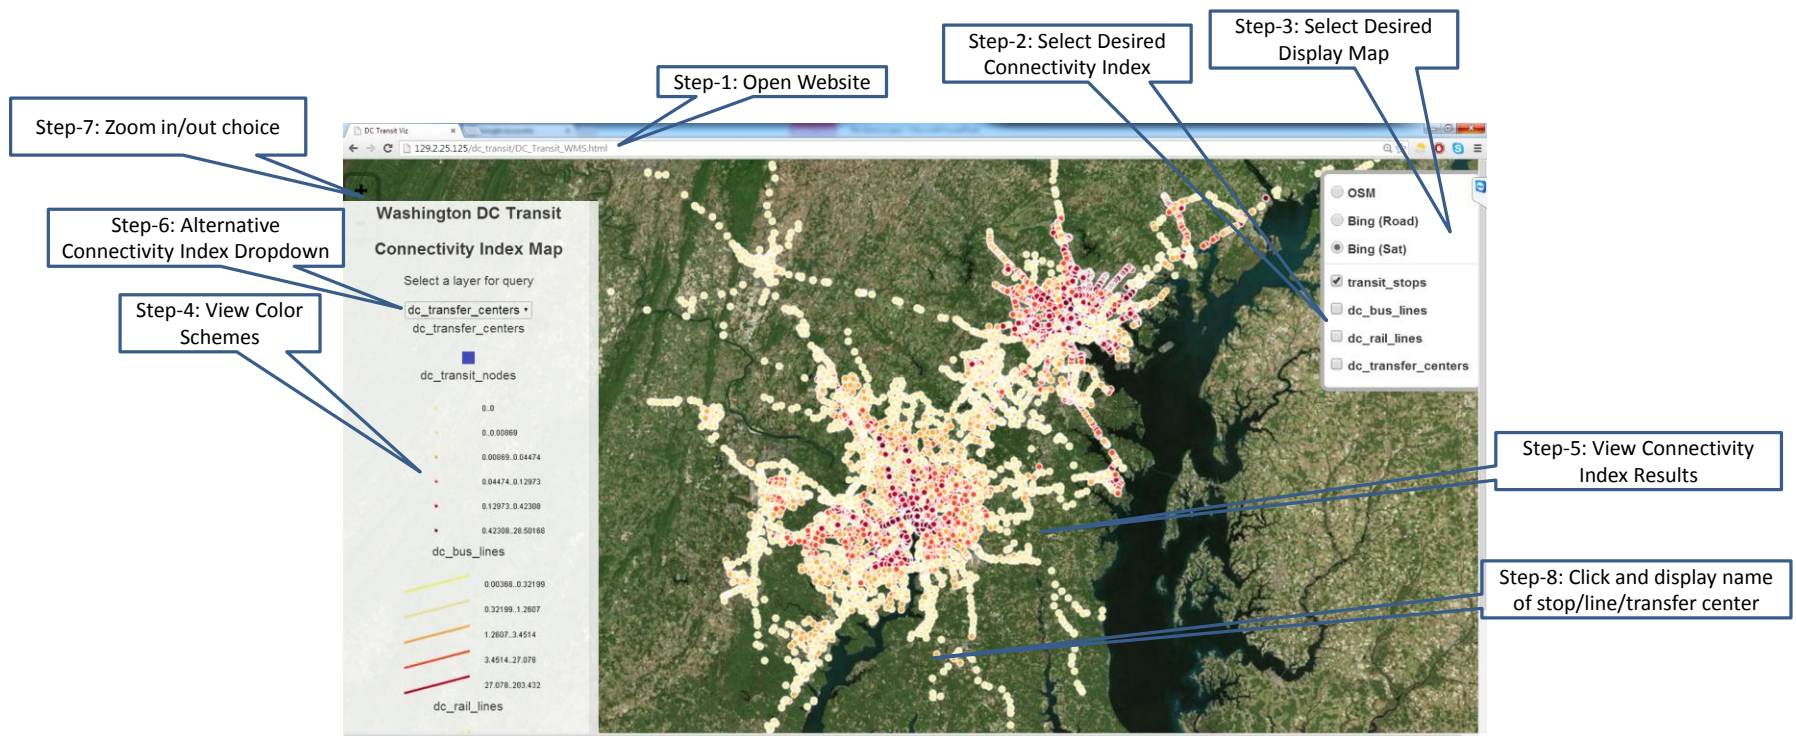 Step-3: Select Desired
Display Map
Step-2: Select Desired
Connectivity Index
Step-1: Open Website
Step-7: Zoom in/out choice
DC Transit Viz
129.2.25.125/dc_transit/DC_Transit_WMS.html
Step-6: Alternative
Connectivity Index Dropdown
Step-4: View Color
Schemes
+
Washington DC Transit
Connectivity Index Map
Select a layer for query
dc_transfer_centers
dc_transfer_centers
dc_transit_nodes
0..0
0..0.00869
0.00869..0.04474
0.04474..0.12973
0.12973..0.42308
0.42308..28.50168
dc_bus_lines
0.00368..0.32199
0.32199..1.2607
1.2607..3.4514
3.4514..27.078
27.078..203.432
dc_rail_lines
OSM
Bing (Road)
Bing (Sat)
transit_stops
dc_bus_lines
dc_rail_lines
dc_transfer_centers
Step-5: View Connectivity
Index Results
Step-8: Click and display name
of stop/line/transfer center